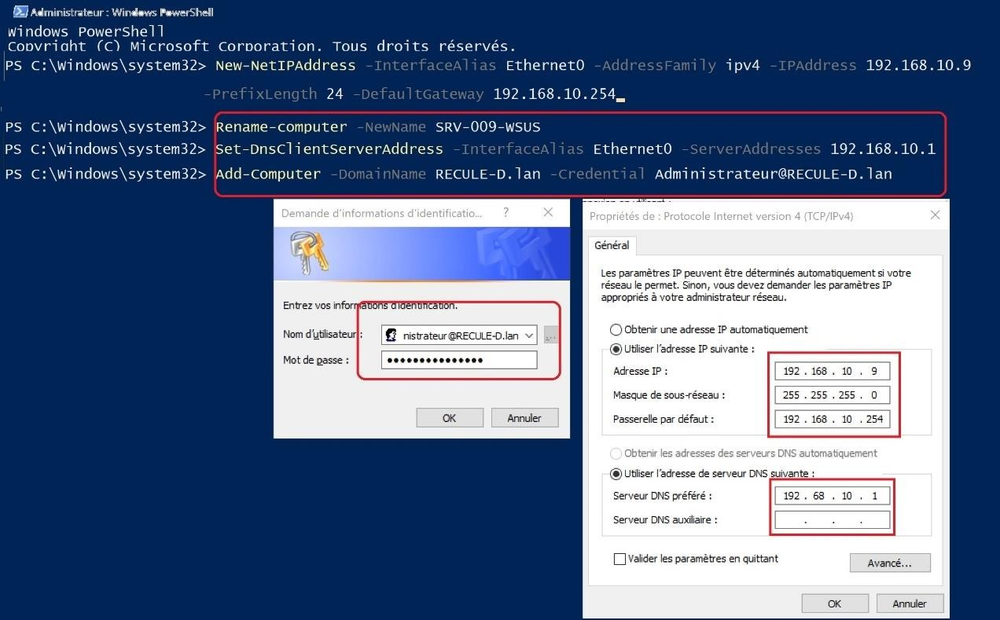 Administrateur : Windows PowerShell
Windows PowerShell
Copyright (C) Microsoft Corporation. Tous droits réservés.
PS C:\Windows\system32> New-NetIPAddress -InterfaceAlias Ethernet0 -AddressFamily ipv4 -IPAddress 192.168.10.9
-PrefixLength 24 -DefaultGateway 192.168.10.254_
PS C:\Windows\system32> Rename-computer -NewName SRV-009-WSUS
PS C:\Windows\system32> Set-DnsClientServerAddress -InterfaceAlias Ethernet0 -ServerAddresses 192.168.10.1
PS C:\Windows\system32> Add-Computer -DomainName RECULE-D.lan -Credential Administrateur@RECULE-D.lan
Demande d'informations d'identificatio... ?
Entrez vos informations d'identification.
Nom d'utilisateur : nistrateur@RECULE-D.lan ...
Mot de passe : •••••••••••••••
OK Annuler
Propriétés de : Protocole Internet version 4 (TCP/IPv4)
Général
Les paramètres IP peuvent être déterminés automatiquement si votre
réseau le permet. Sinon, vous devez demander les paramètres IP
appropriés à votre administrateur réseau.
Obtenir une adresse IP automatiquement
Utiliser l'adresse IP suivante :
Adresse IP : 192 . 168 . 10 . 9
Masque de sous-réseau : 255 . 255 . 255 . 0
Passerelle par défaut : 192 . 168 . 10 . 254
Obtenir les adresses des serveurs DNS automatiquement
Utiliser l'adresse de serveur DNS suivante :
Serveur DNS préféré : 192 . 68 . 10 . 1
Serveur DNS auxiliaire : . . .
Valider les paramètres en quittant
Avancé...
OK Annuler